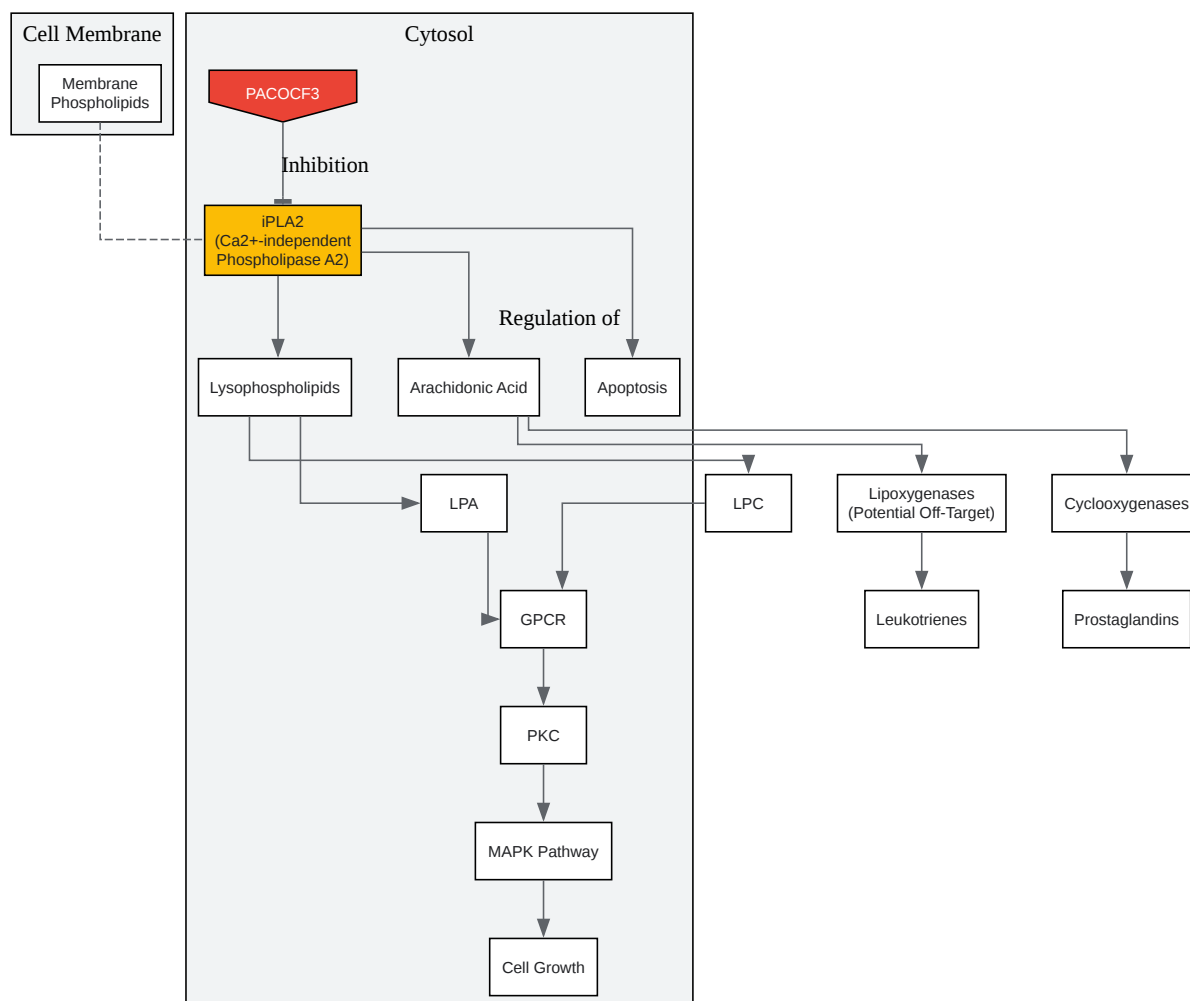 Cell Membrane
Cytosol
Membrane
Phospholipids
PACOCF3
Inhibition
iPLA2
(Ca2+-independent
Phospholipase A2)
Regulation of
Lysophospholipids
Arachidonic Acid
Apoptosis
LPA
LPC
Lipoxygenases
(Potential Off-Target)
Cyclooxygenases
GPCR
Leukotrienes
Prostaglandins
PKC
MAPK Pathway
Cell Growth